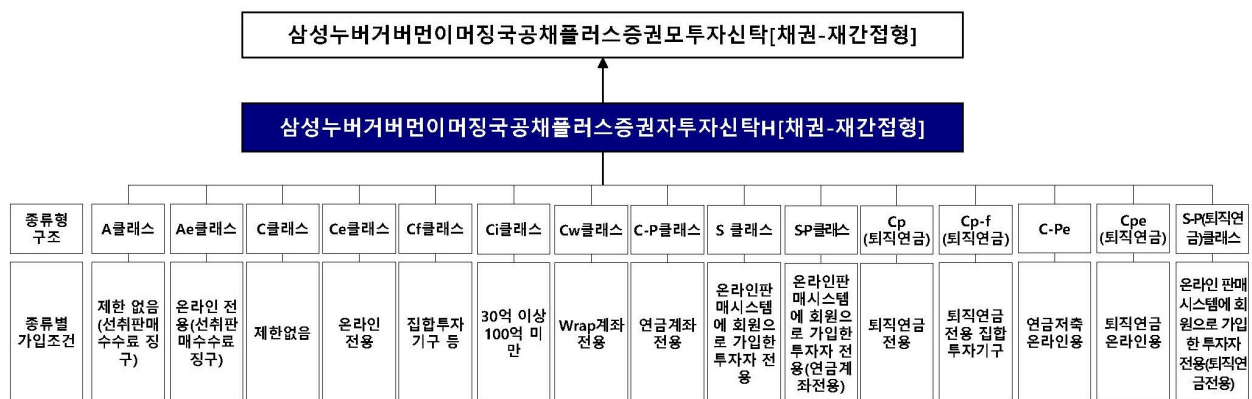 삼성누버거버먼이머징국공채플러스증권모투자신탁[채권-재간접형]
삼성누버거버먼이머징국공채플러스증권자투자신탁H[채권-재간접형]
종류형
구조
A클래스
Ae클래스
C클래스
Ce클래스
Cf클래스
Ci클래스
Cw클래스
C-P클래스
S 클래스
S-P클래스
Cp
(퇴직연금)
Cp-f
(퇴직연금)
C-Pe
Cpe
(퇴직연금)
S-P(퇴직연
금)클래스
종류별
가입조건
제한 없음
(선취판매
수수료 징
구)
온라인 전
용(선취판
매수수료
징구)
제한없음
온라인
전용
집합투자
기구 등
30억 이상
100억 미
만
Wrap계좌
전용
연금계좌
전용
온라인판
매시스템
에 회원으
로 가입한
투자자 전
용
온라인판
매시스템
에 회원으
로 가입한
투자자 전
용(연금계
좌전용)
퇴직연금
전용
퇴직연금
전용 집합
투자기구
연금저축
온라인용
퇴직연금
온라인용
온라인 판매
시스템에 회
원으로 가입
한 투자자
전용(퇴직연
금전용)